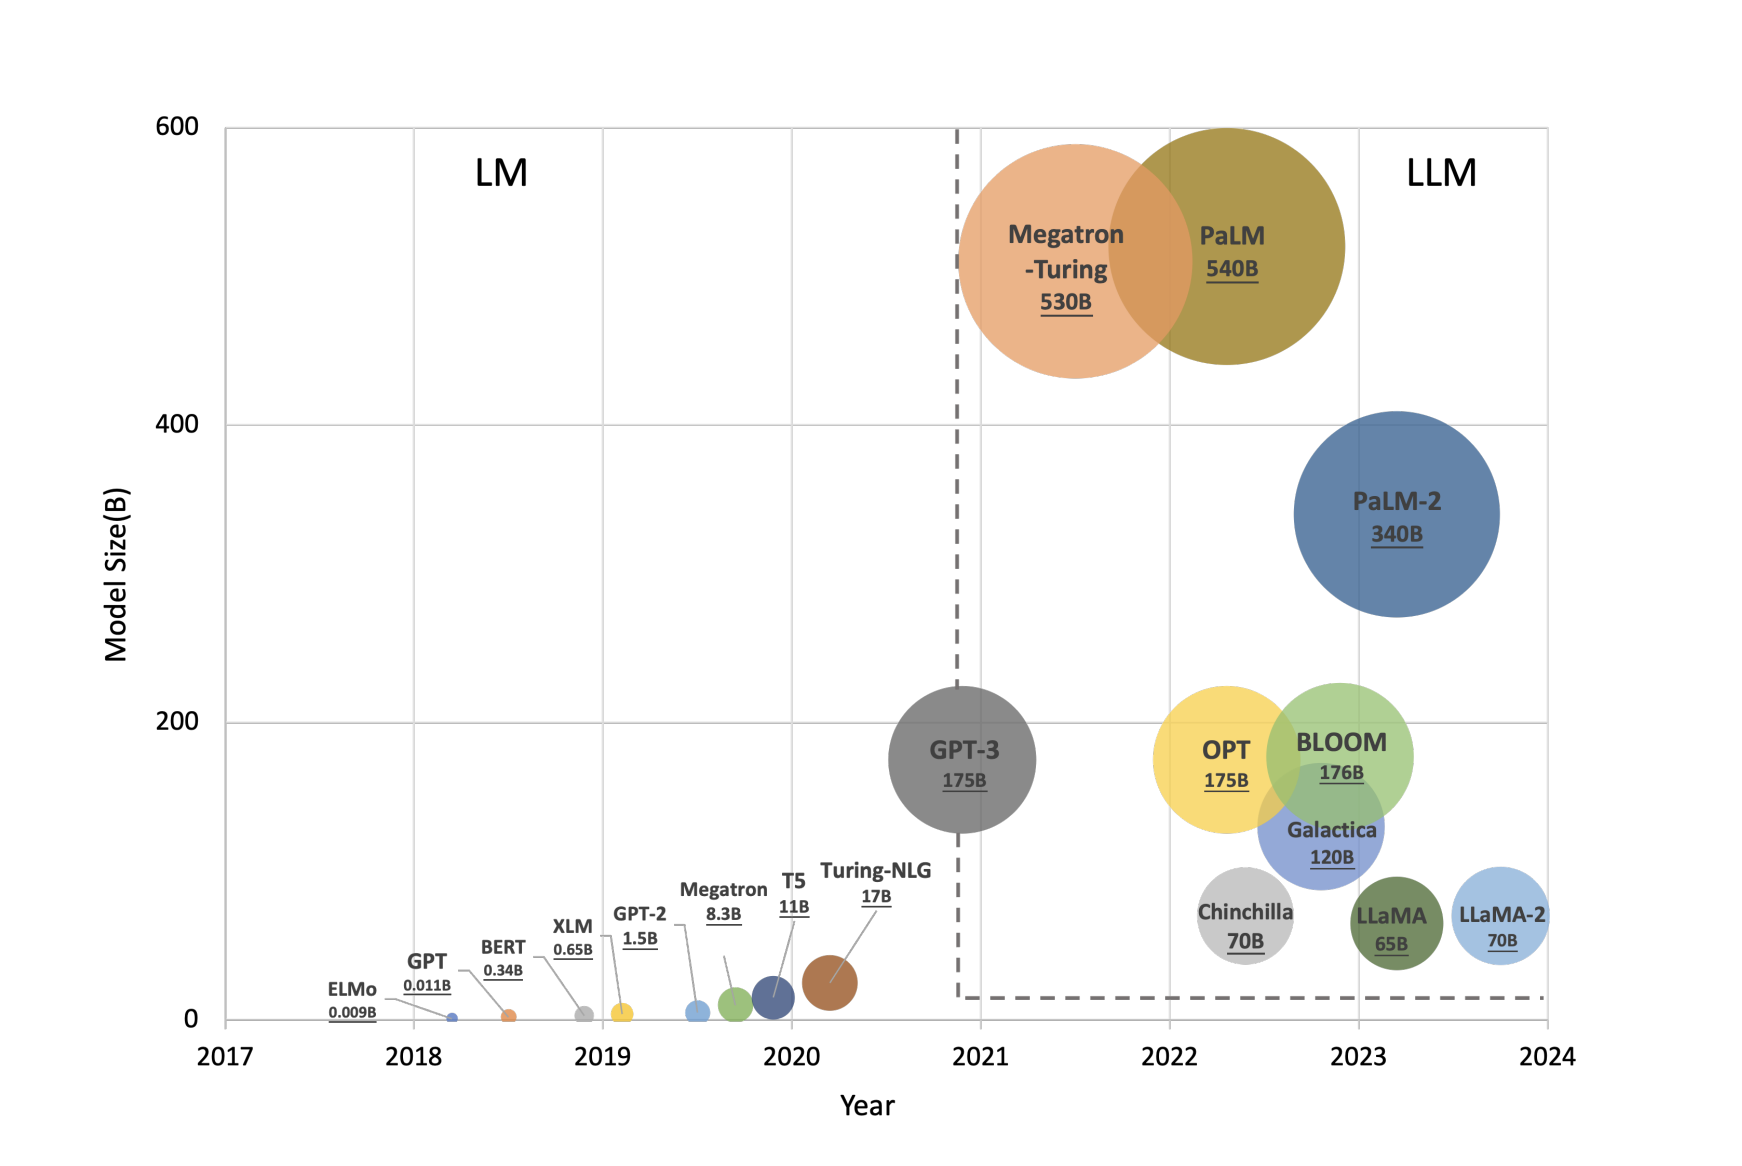 600
LM
LLM
Megatron
-Turing
530B
PaLM
540B
400
PaLM-2
340B
Model Size(B)
200
GPT-3
175B
OPT
175B
BLOOM
176B
Galactica
120B
Chinchilla
70B
LLaMA
65B
LLaMA-2
70B
ELMo
0.009B
GPT
0.011B
BERT
0.34B
XLM
0.65B
GPT-2
1.5B
Megatron
8.3B
T5
11B
Turing-NLG
17B
0
2017 2018 2019 2020 2021 2022 2023 2024
Year